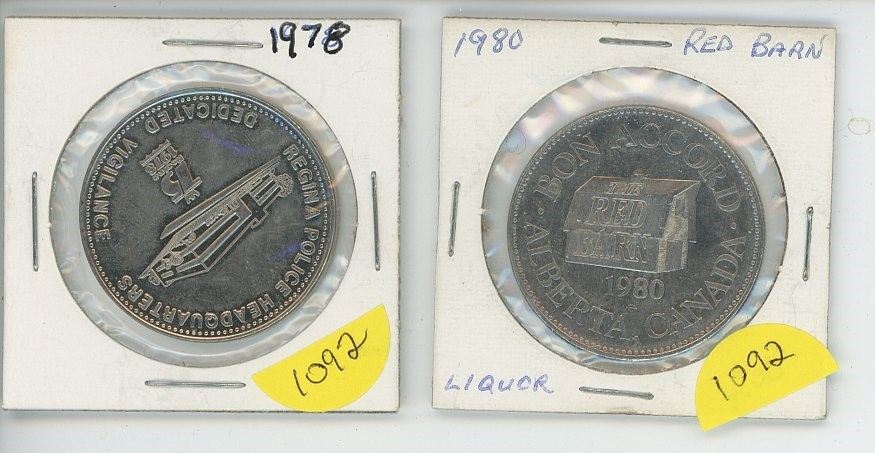 1978
DEDICATED VIGILANCE
REGINA POLICE HEADQUARTERS
1092
1980 RED BARN
BON ACCORD
THE
RED
BARN
1980
ALBERTA, CANADA
LIQUOR
1092